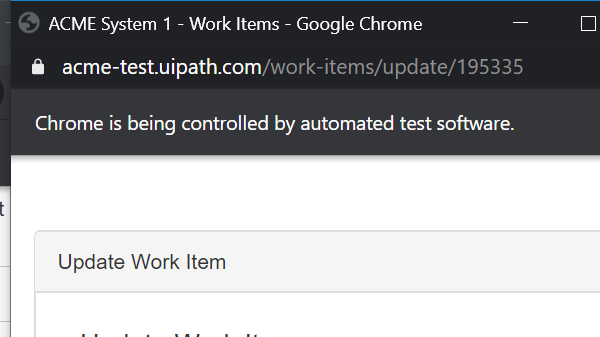 ACME System 1 - Work Items - Google Chrome
acme-test.uipath.com/work-items/update/195335
Chrome is being controlled by automated test software.
t
Update Work Item